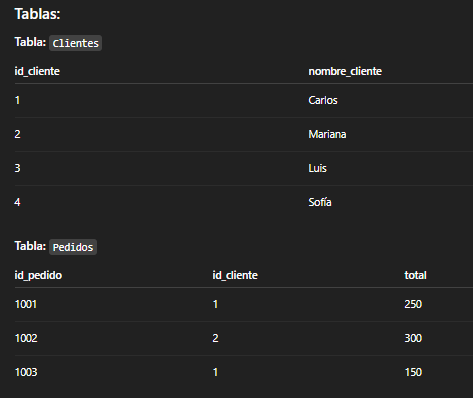 Tablas:
Tabla: Clientes
id_cliente nombre_cliente
1 Carlos
2 Mariana
3 Luis
4 Sofía
Tabla: Pedidos
id_pedido id_cliente total
1001 1 250
1002 2 300
1003 1 150